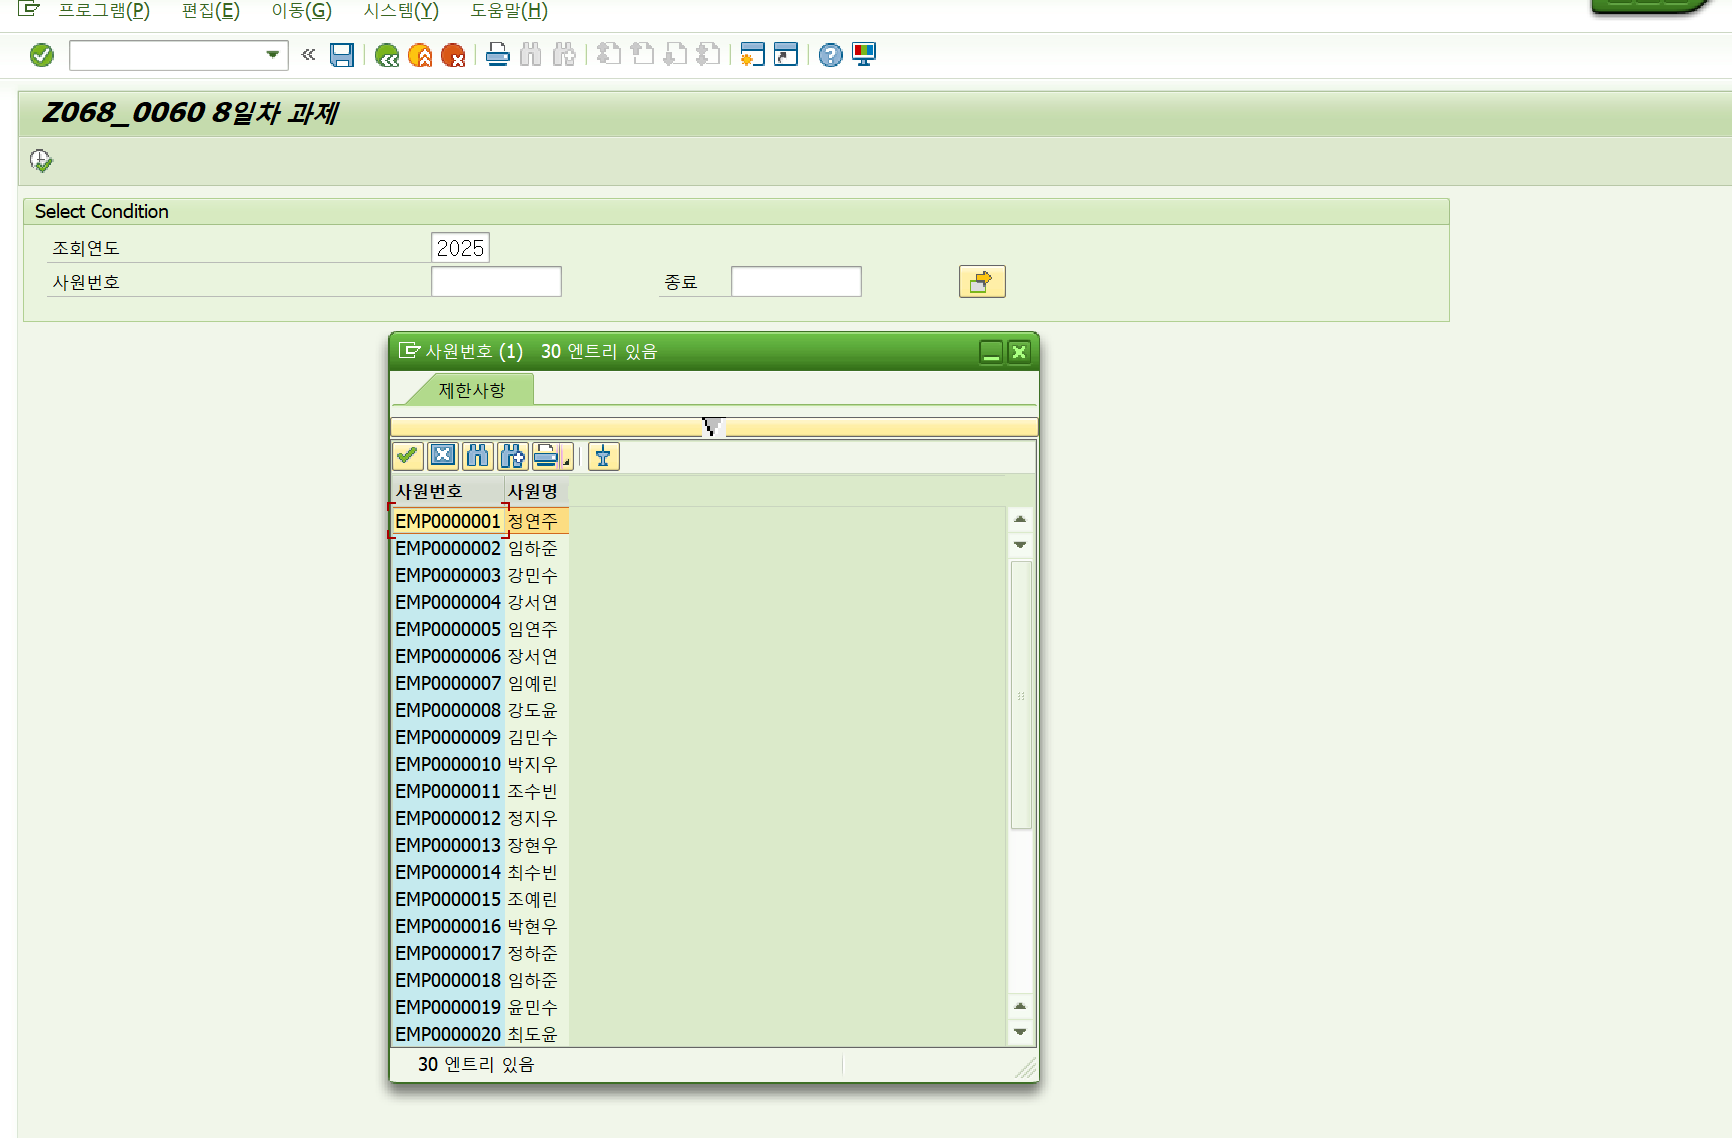 프로그램(P) 편집(E) 이동(G) 시스템(Y) 도움말(H)
Z068_0060 8일차 과제
Select Condition
조회연도 2025
사원번호 종료
사원번호 (1) 30 엔트리 있음
제한사항
사원번호 사원명
EMP0000001 정연주
EMP0000002 임하준
EMP0000003 강민수
EMP0000004 강서연
EMP0000005 임연주
EMP0000006 장서연
EMP0000007 임예린
EMP0000008 강도윤
EMP0000009 김민수
EMP0000010 박지우
EMP0000011 조수빈
EMP0000012 정지우
EMP0000013 장현우
EMP0000014 최수빈
EMP0000015 조예린
EMP0000016 박현우
EMP0000017 정하준
EMP0000018 임하준
EMP0000019 윤민수
EMP0000020 최도윤
30 엔트리 있음